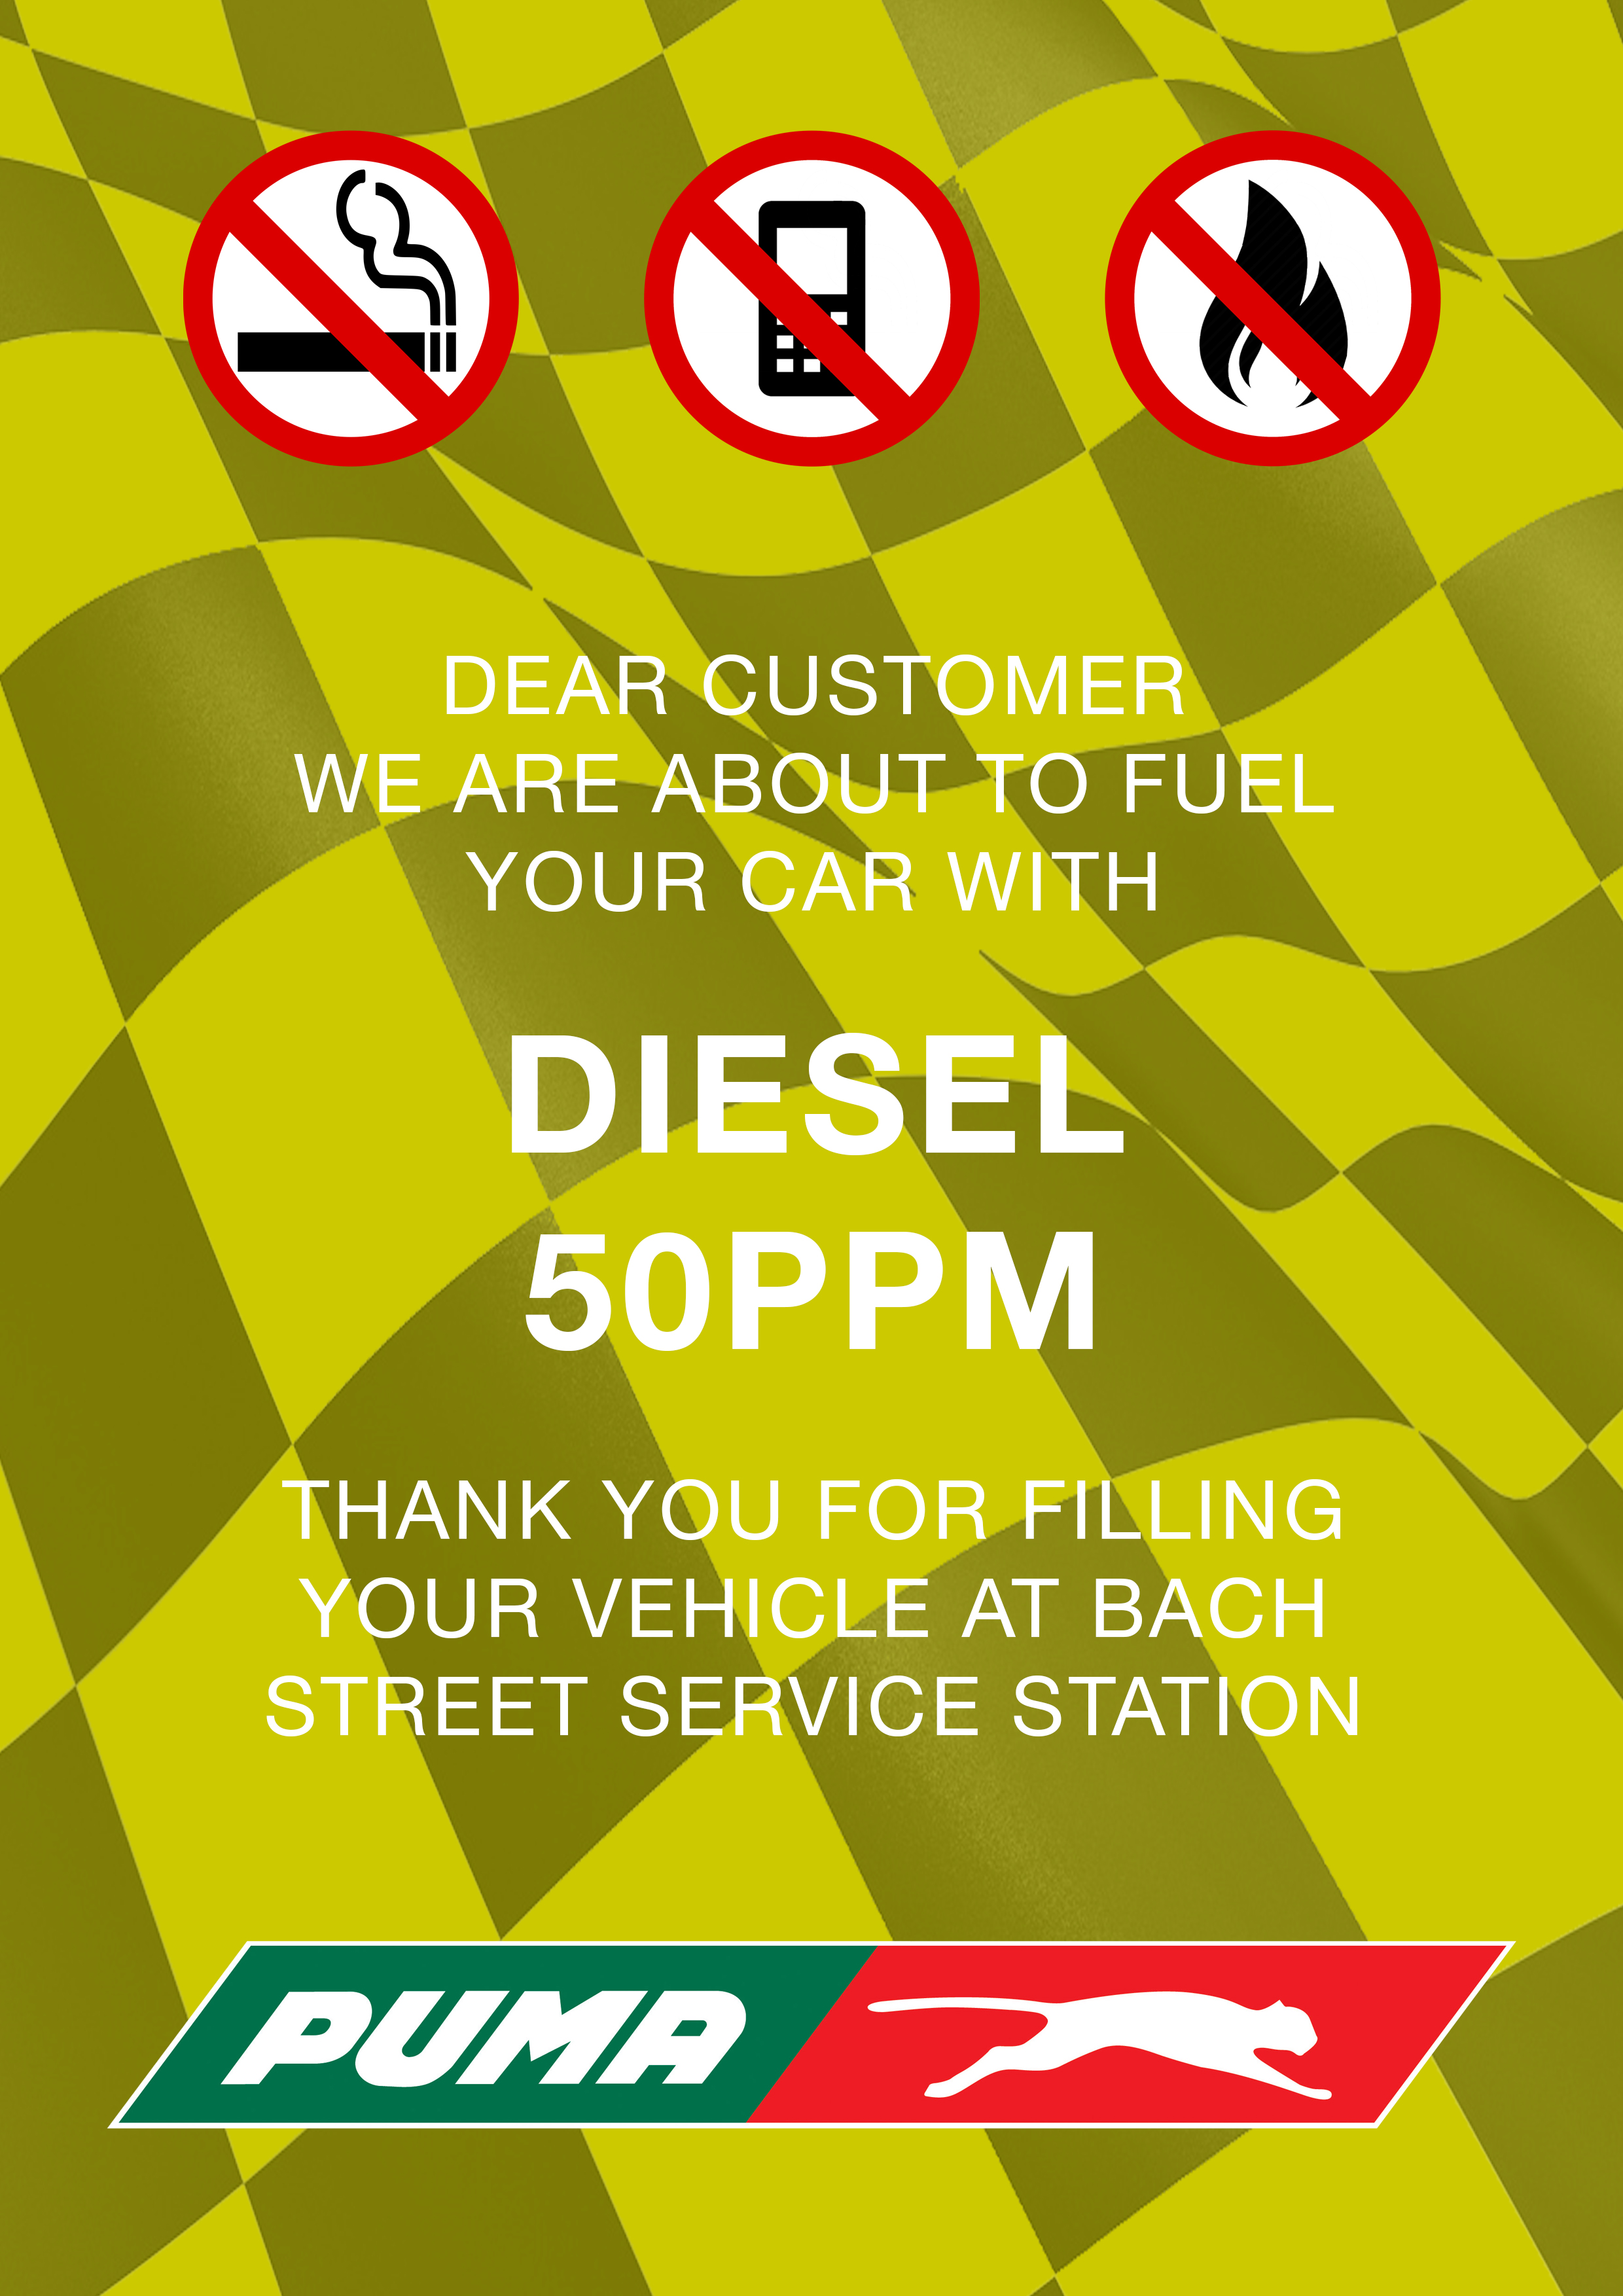 DEAR CUSTOMER
WE ARE ABOUT TO FUEL
YOUR CAR WITH
DIESEL
50PPM
THANK YOU FOR FILLING
YOUR VEHICLE AT BACH
STREET SERVICE STATION
PUMA